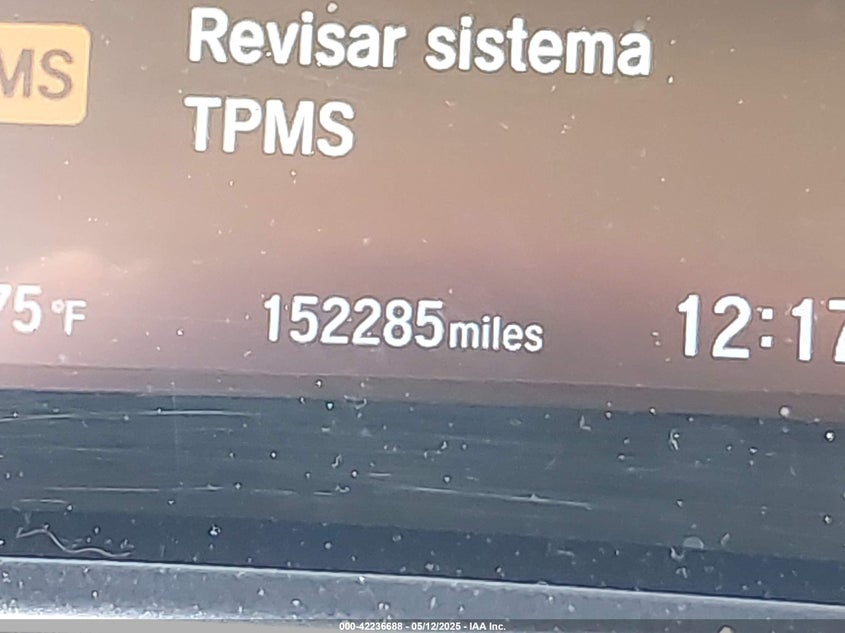 Revisar sistema
MS
TPMS
75°F 152285miles 12:17
000-42236688 - 05/12/2025 - IAA Inc.